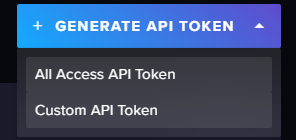 + GENERATE API TOKEN
All Access API Token
Custom API Token